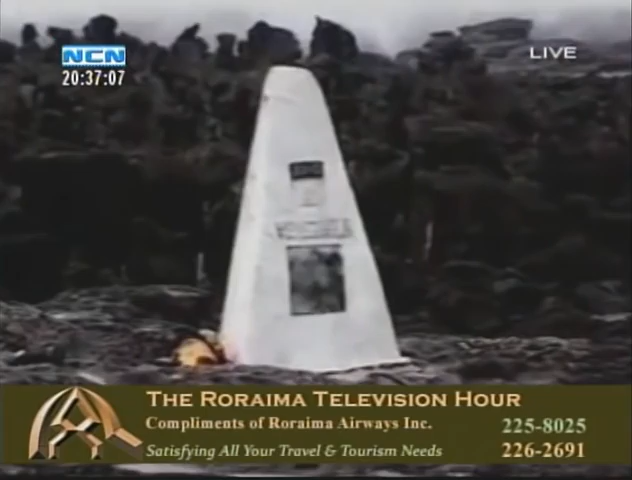 NCN
LIVE
20:37:07
THE RORAIMA TELEVISION HOUR
Compliments of Roraima Airways Inc.
225-8025
Satisfying All Your Travel & Tourism Needs
226-2691